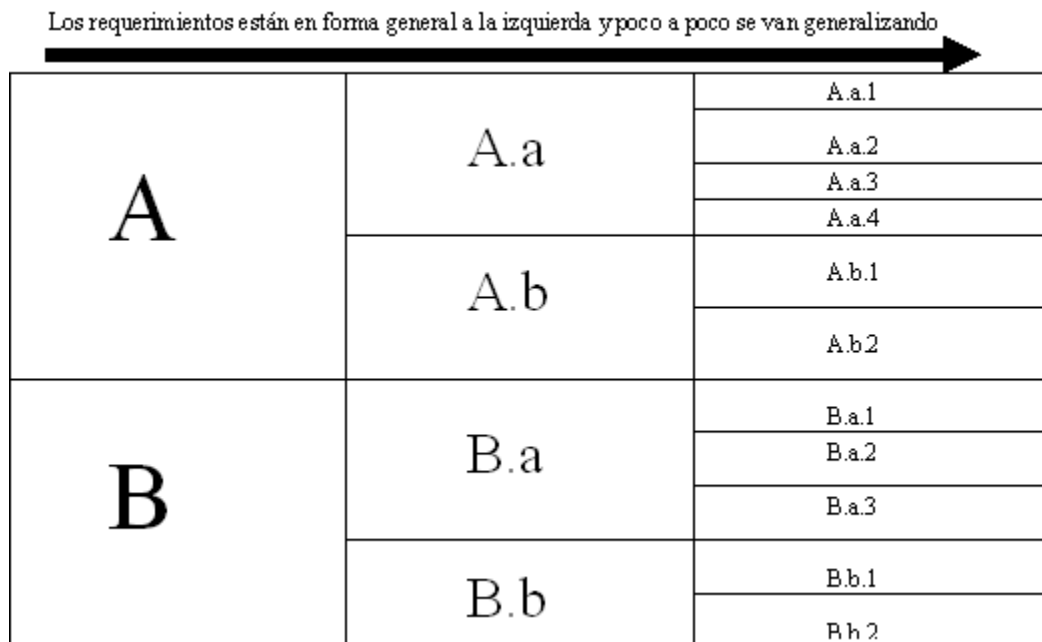 Los requerimientos están en forma general a la izquierda y poco a poco se van generalizando
A
A.a
A.a.1
A.a.2
A.a.3
A.a.4
A.b
A.b.1
A.b.2
B
B.a
B.a.1
B.a.2
B.a.3
B.b
B.b.1
B.b.2